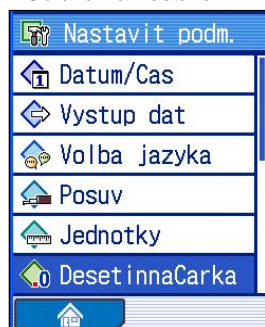 Nastavit podm.
Datum/Cas
Vystup dat
Volba jazyka
Posuv
Jednotky
DesetinnaCarka